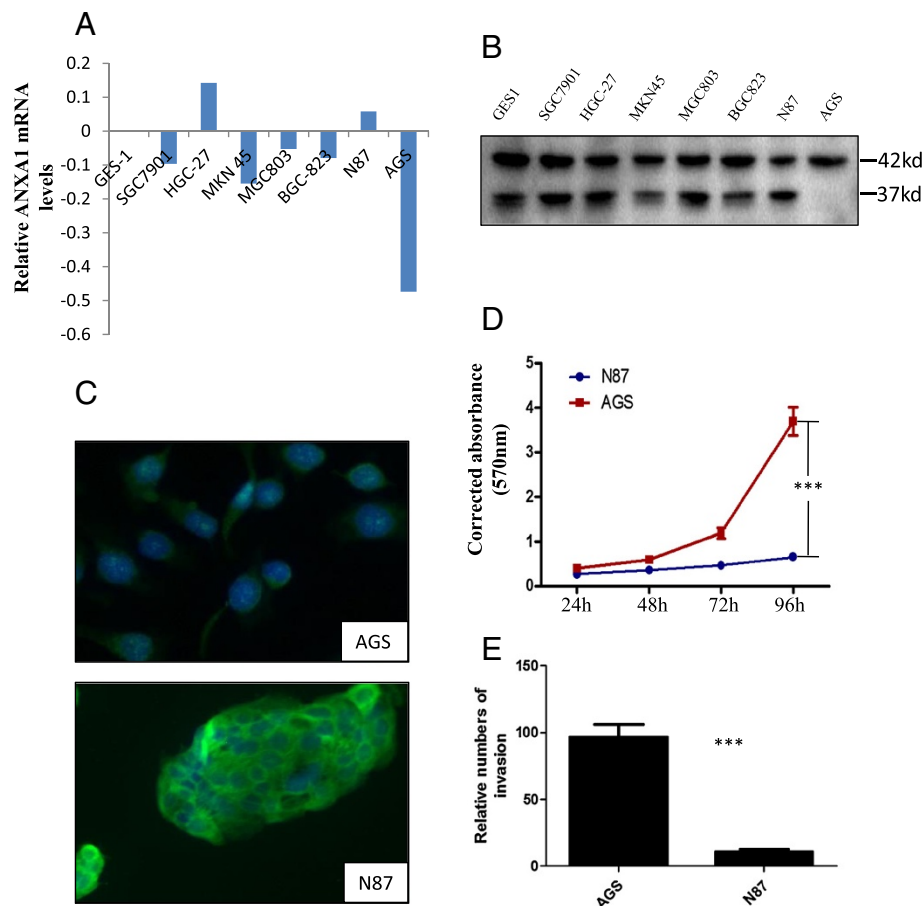 A
Relative ANXA1 mRNA
levels
0.2
0.1
0
-0.1
-0.2
-0.3
-0.4
-0.5
-0.6
GES-1
SGC7901
HGC-27
MKN 45
MGC803
BGC-823
N87
AGS
B
GES1
SGC7901
HGC-27
MKN45
MGC803
BGC823
N87
AGS
42kd
37kd
C
AGS
N87
D
Corrected absorbance
(570nm)
5
4
3
2
1
0
N87
AGS
***
24h
48h
72h
96h
E
Relative numbers of
invasion
150
100
50
0
***
AGS
N87